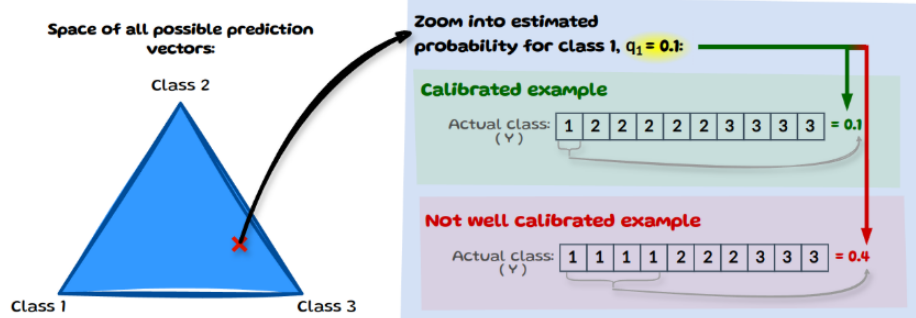 Space of all possible prediction
vectors:
Class 2
Class 1
Class 3
Zoom into estimated
probability for class 1, q₁ = 0.1:
Calibrated example
Actual class: 1 2 2 2 2 2 3 3 3 3 = 0.1
(Y)
Not well calibrated example
Actual class: 1 1 1 1 2 2 2 3 3 3 = 0.4
(Y)